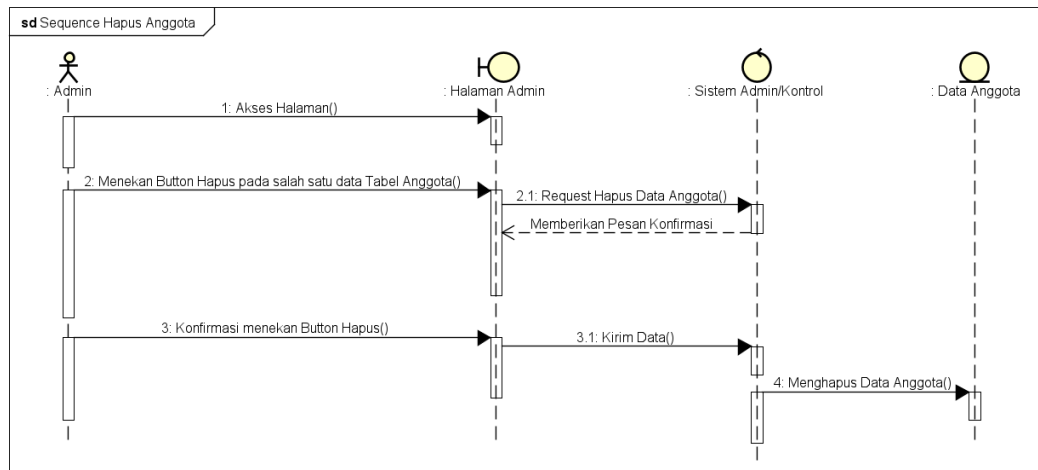 sd Sequence Hapus Anggota
: Admin
: Halaman Admin
: Sistem Admin/Kontrol
: Data Anggota
1: Akses Halaman()
2: Menekan Button Hapus pada salah satu data Tabel Anggota()
2.1: Request Hapus Data Anggota()
Memberikan Pesan Konfirmasi
3: Konfirmasi menekan Button Hapus()
3.1: Kirim Data()
4: Menghapus Data Anggota()